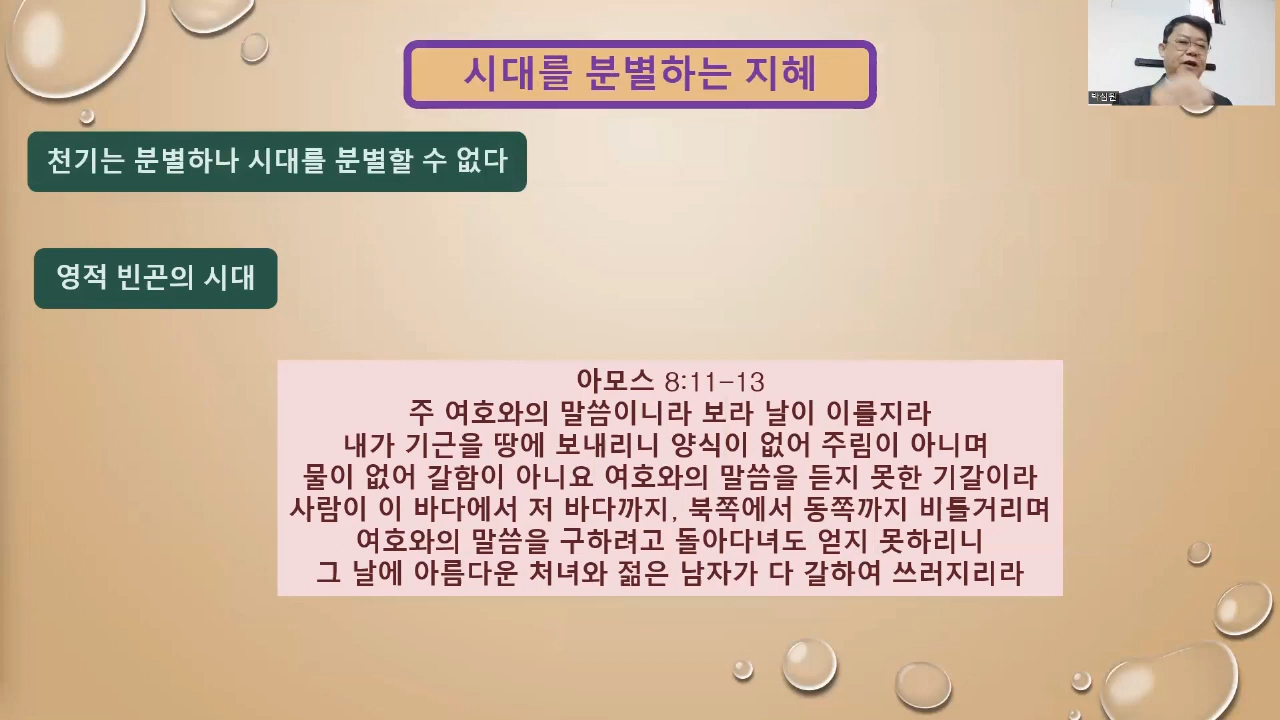 시대를 분별하는 지혜
천기는 분별하나 시대를 분별할 수 없다
영적 빈곤의 시대
아모스 8:11-13
주 여호와의 말씀이니라 보라 날이 이를지라
내가 기근을 땅에 보내리니 양식이 없어 주림이 아니며
물이 없어 갈함이 아니요 여호와의 말씀을 듣지 못한 기갈이라
사람이 이 바다에서 저 바다까지, 북쪽에서 동쪽까지 비틀거리며
여호와의 말씀을 구하려고 돌아다녀도 얻지 못하리니
그 날에 아름다운 처녀와 젊은 남자가 다 갈하여 쓰러지리라